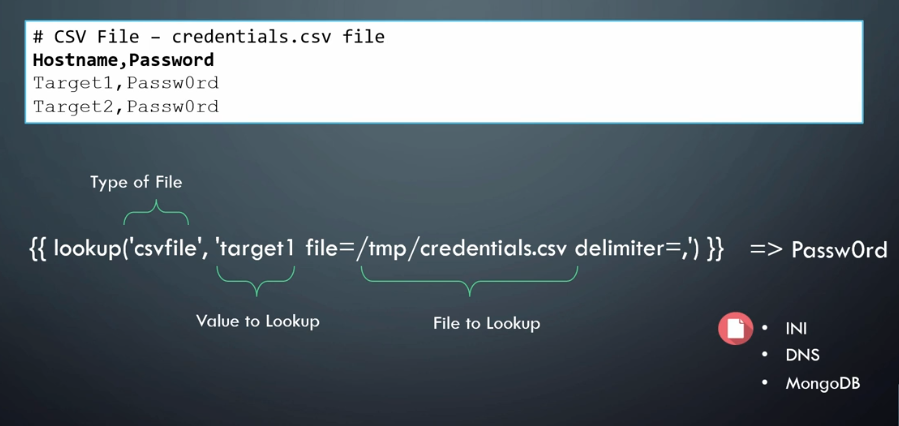 # CSV File – credentials.csv file
Hostname,Password
Target1,Passw0rd
Target2,Passw0rd
Type of File
{{ lookup('csvfile', 'target1 file=/tmp/credentials.csv delimiter=,') }} => Passw0rd
Value to Lookup
File to Lookup
• INI
• DNS
• MongoDB